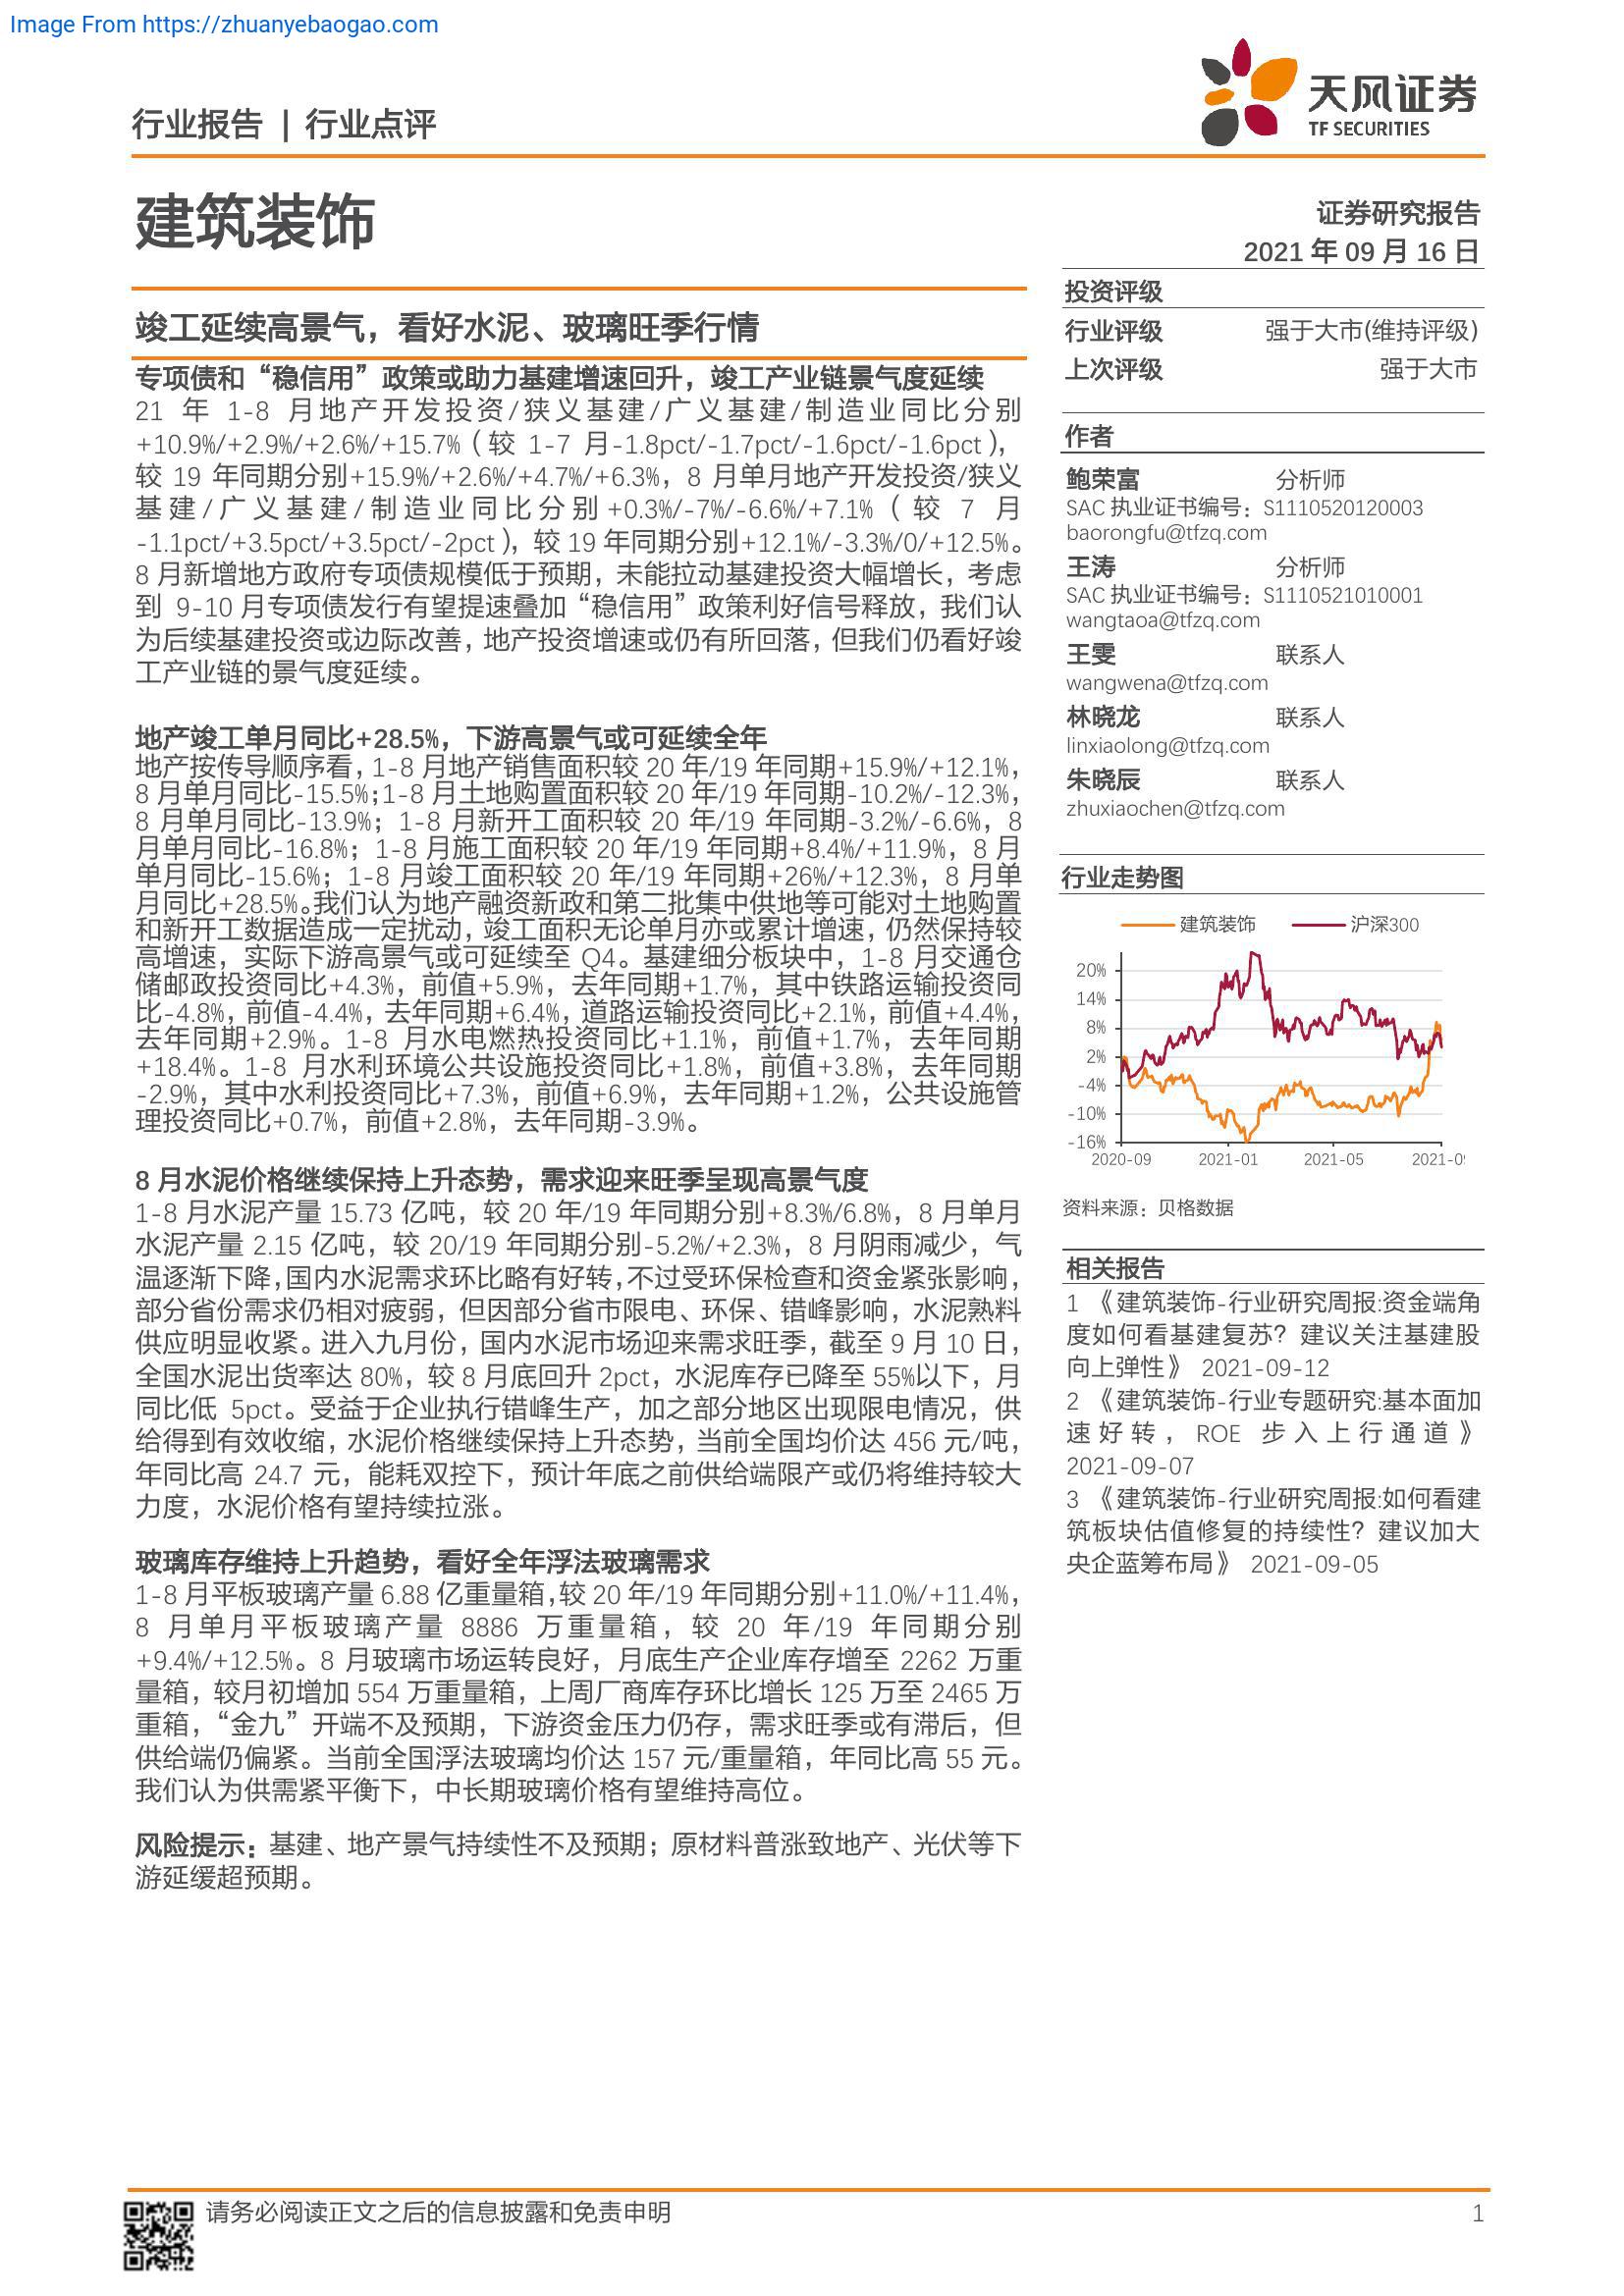 Image From https://zhuanyebaogao.com
行业报告 | 行业点评
天风证券
TF SECURITIES
建筑装饰
证券研究报告
2021 年 09 月 16 日
竣工延续高景气，看好水泥、玻璃旺季行情
专项债和“稳信用”政策或助力基建增速回升，竣工产业链景气度延续
21 年 1-8 月地产开发投资/狭义基建/广义基建/制造业同比分别
+10.9%/+2.9%/+2.6%/+15.7%（较 1-7 月-1.8pct/-1.7pct/-1.6pct/-1.6pct），
较 19 年同期分别+15.9%/+2.6%/+4.7%/+6.3%，8 月单月地产开发投资/狭义
基建/广义基建/制造业同比分别+0.3%/-7%/-6.6%/+7.1%（较 7 月
-1.1pct/+3.5pct/+3.5pct/-2pct），较 19 年同期分别+12.1%/-3.3%/0/+12.5%。
8 月新增地方政府专项债规模低于预期，未能拉动基建投资大幅增长，考虑
到 9-10 月专项债发行有望提速叠加“稳信用”政策利好信号释放，我们认
为后续基建投资或边际改善，地产投资增速或仍有所回落，但我们仍看好竣
工产业链的景气度延续。
地产竣工单月同比+28.5%，下游高景气或可延续全年
地产按传导顺序看，1-8 月地产销售面积较 20 年/19 年同期+15.9%/+12.1%，
8 月单月同比-15.5%；1-8 月土地购置面积较 20 年/19 年同期-10.2%/-12.3%，
8 月单月同比-13.9%；1-8 月新开工面积较 20 年/19 年同期-3.2%/-6.6%，8
月单月同比-16.8%；1-8 月施工面积较 20 年/19 年同期+8.4%/+11.9%，8 月
单月同比-15.6%；1-8 月竣工面积较 20 年/19 年同期+26%/+12.3%，8 月单
月同比+28.5%。我们认为地产融资新政和第二批集中供地等可能对土地购置
和新开工数据造成一定扰动，竣工面积无论单月亦或累计增速，仍然保持较
高增速，实际下游高景气或可延续至 Q4。基建细分板块中，1-8 月交通仓
储邮政投资同比+4.3%，前值+5.9%，去年同期+1.7%，其中铁路运输投资同
比-4.8%，前值-4.4%，去年同期+6.4%，道路运输投资同比+2.1%，前值+4.4%，
去年同期+2.9%。1-8 月水电燃热投资同比+1.1%，前值+1.7%，去年同期
+18.4%。1-8 月水利环境公共设施投资同比+1.8%，前值+3.8%，去年同期
-2.9%，其中水利投资同比+7.3%，前值+6.9%，去年同期+1.2%，公共设施管
理投资同比+0.7%，前值+2.8%，去年同期-3.9%。
8 月水泥价格继续保持上升态势，需求迎来旺季呈现高景气度
1-8 月水泥产量 15.73 亿吨，较 20 年/19 年同期分别+8.3%/6.8%，8 月单月
水泥产量 2.15 亿吨，较 20/19 年同期分别-5.2%/+2.3%，8 月阴雨减少，气
温逐渐下降，国内水泥需求环比略有好转，不过受环保检查和资金紧张影响，
部分省份需求仍相对疲弱，但因部分省市限电、环保、错峰影响，水泥熟料
供应明显收紧。进入九月份，国内水泥市场迎来需求旺季，截至 9 月 10 日，
全国水泥出货率达 80%，较 8 月底回升 2pct，水泥库存已降至 55%以下，月
同比低 5pct。受益于企业执行错峰生产，加之部分地区出现限电情况，供
给得到有效收缩，水泥价格继续保持上升态势，当前全国均价达 456 元/吨，
年同比高 24.7 元，能耗双控下，预计年底之前供给端限产或仍将维持较大
力度，水泥价格有望持续拉涨。
玻璃库存维持上升趋势，看好全年浮法玻璃需求
1-8 月平板玻璃产量 6.88 亿重量箱，较 20 年/19 年同期分别+11.0%/+11.4%，
8 月单月平板玻璃产量 8886 万重量箱，较 20 年/19 年同期分别
+9.4%/+12.5%。8 月玻璃市场运转良好，月底生产企业库存增至 2262 万重
量箱，较月初增加 554 万重量箱，上周厂商库存环比增长 125 万至 2465 万
重箱，“金九”开端不及预期，下游资金压力仍存，需求旺季或有滞后，但
供给端仍偏紧。当前全国浮法玻璃均价达 157 元/重量箱，年同比高 55 元。
我们认为供需紧平衡下，中长期玻璃价格有望维持高位。
风险提示：基建、地产景气持续性不及预期；原材料普涨致地产、光伏等下
游延缓超预期。
投资评级
行业评级 强于大市(维持评级)
上次评级 强于大市
作者
鲍荣富 分析师
SAC 执业证书编号：S1110520120003
baorongfu@tfzq.com
王涛 分析师
SAC 执业证书编号：S1110521010001
wangtaoa@tfzq.com
王雯 联系人
wangwena@tfzq.com
林晓龙 联系人
linxiaolong@tfzq.com
朱晓辰 联系人
zhuxiaochen@tfzq.com
行业走势图
建筑装饰 沪深300
20%
14%
8%
2%
-4%
-10%
-16%
2020-09 2021-01 2021-05 2021-09
资料来源：贝格数据
相关报告
1 《建筑装饰-行业研究周报:资金端角
度如何看基建复苏？建议关注基建股
向上弹性》 2021-09-12
2 《建筑装饰-行业专题研究:基本面加
速好转，ROE 步入上行通道》
2021-09-07
3 《建筑装饰-行业研究周报:如何看建
筑板块估值修复的持续性？建议加大
央企蓝筹布局》 2021-09-05
请务必阅读正文之后的信息披露和免责申明 1